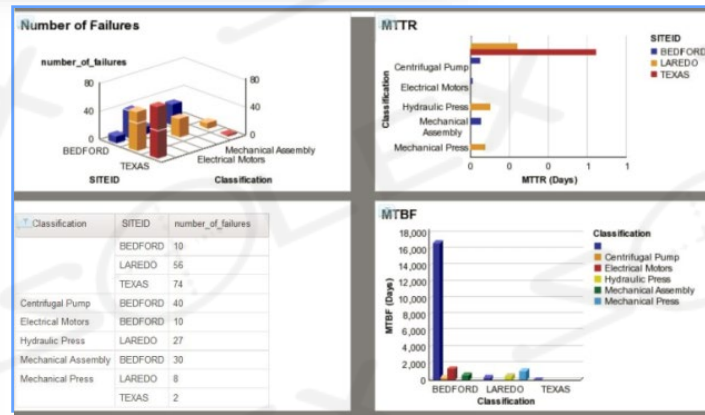 Number of Failures
number_of_failures
80
40
0
80
40
0
BEDFORD
TEXAS
SITEID
Mechanical Assembly
Electrical Motors
Classification
MTTR
SITEID
BEDFORD
LAREDO
TEXAS
Classification
Centrifugal Pump
Electrical Motors
Hydraulic Press
Mechanical
Assembly
Mechanical Press
0 0 0 1 1
MTTR (Days)
Classification SITEID number_of_failures
BEDFORD 10
LAREDO 56
TEXAS 74
Centrifugal Pump BEDFORD 40
Electrical Motors BEDFORD 10
Hydraulic Press LAREDO 27
Mechanical Assembly BEDFORD 30
Mechanical Press LAREDO 8
TEXAS 2
MTBF
MTBF (Days)
18,000
16,000
14,000
12,000
10,000
8,000
6,000
4,000
2,000
0
BEDFORD LAREDO TEXAS
Classification
Classification
Centrifugal Pump
Electrical Motors
Hydraulic Press
Mechanical Assembly
Mechanical Press